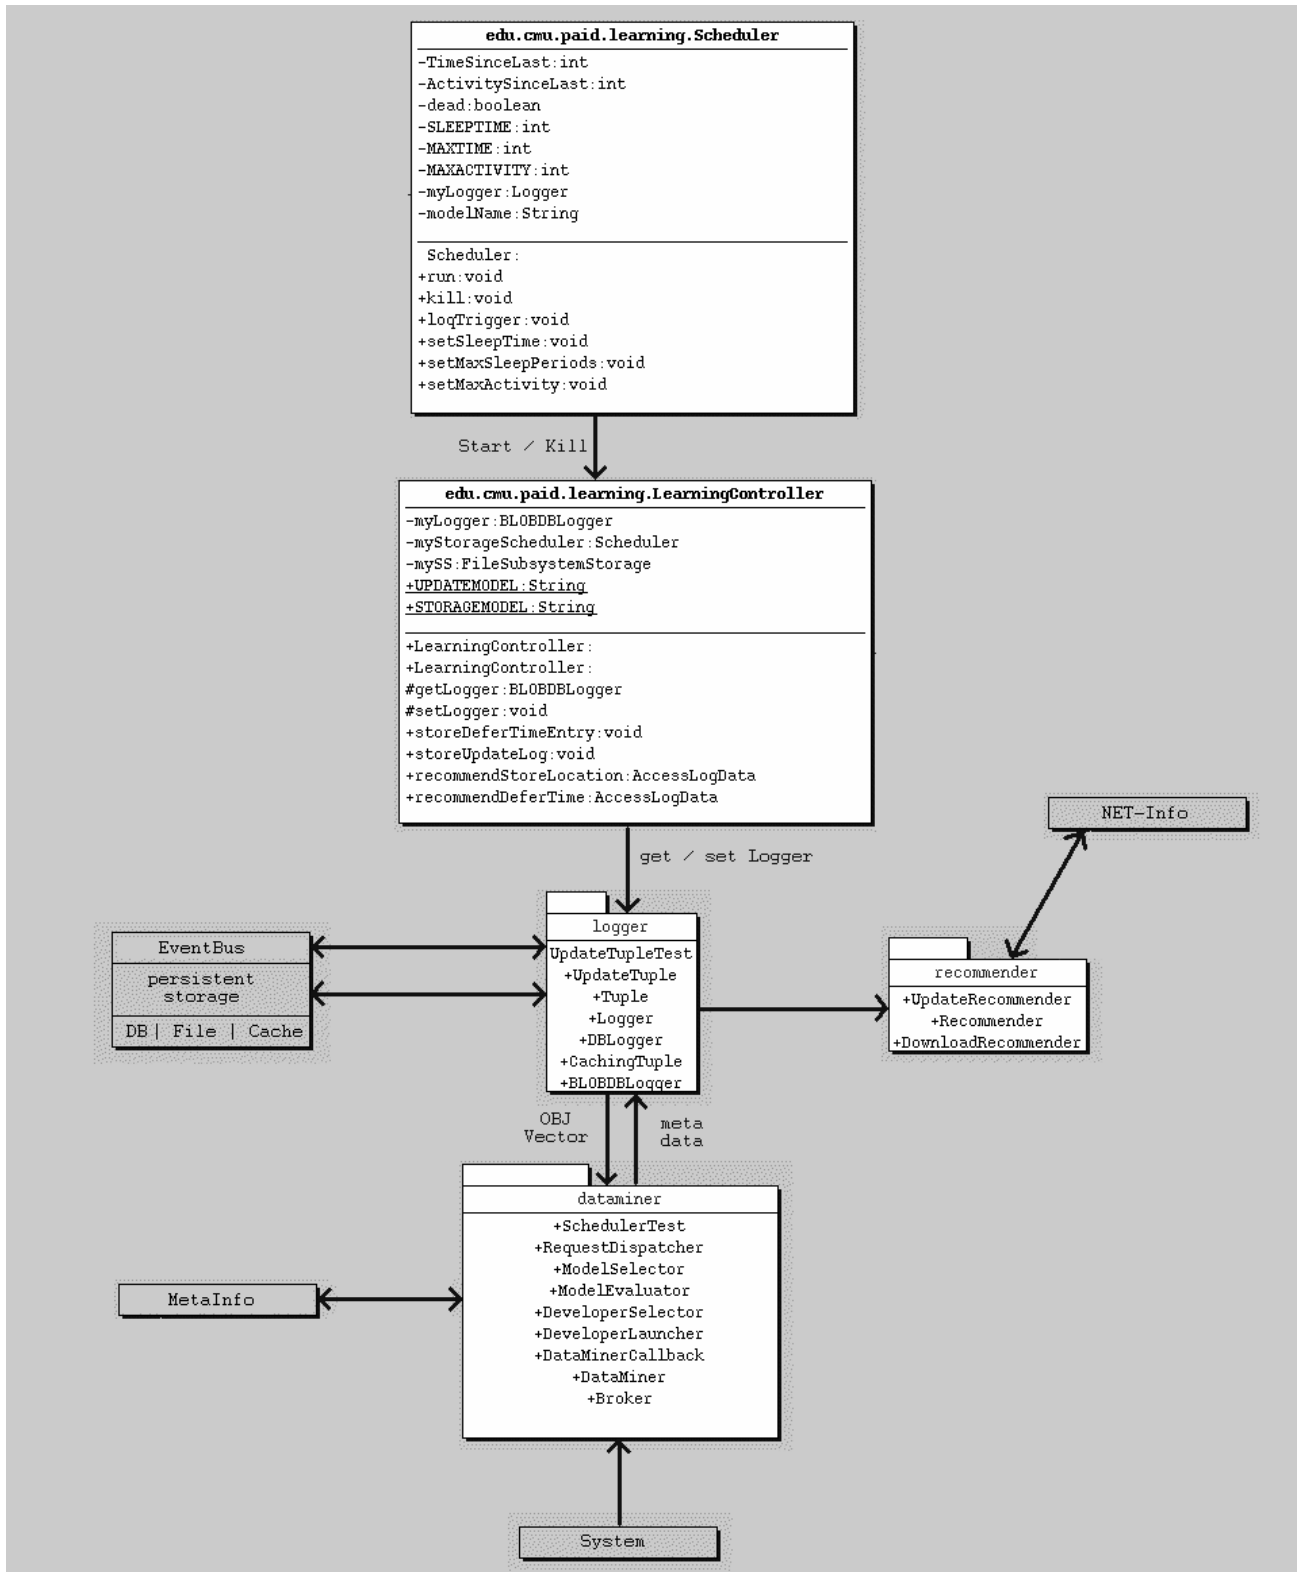 edu.cmu.paid.learning.Scheduler
-TimeSinceLast:int
-ActivitySinceLast:int
-dead:boolean
-SLEEPTIME:int
-MAXTIME:int
-MAXACTIVITY:int
-myLogger:Logger
-modelName:String
Scheduler:
+run:void
+kill:void
+loqTrigger:void
+setSleepTime:void
+setMaxSleepPeriods:void
+setMaxActivity:void
Start / Kill
edu.cmu.paid.learning.LearningController
-myLogger:BLOBDBLogger
-myStorageScheduler:Scheduler
-mySS:FileSubsystemStorage
+UPDATEMODEL:String
+STORAGEMODEL:String
+LearningController:
+LearningController:
#getLogger:BLOBDBLogger
#setLogger:void
+storeDeferTimeEntry:void
+storeUpdateLog:void
+recommendStoreLocation:AccessLogData
+recommendDeferTime:AccessLogData
NET-Info
get / set Logger
logger
UpdateTupleTest
+UpdateTuple
+Tuple
+Logger
+DBLogger
+CachingTuple
+BLOBDBLoqqer
EventBus
persistent
storage
DB| File | Cache
recommender
+UpdateRecommender
+Recommender
+DownloadRecommender
OBJ
Vector
meta
data
dataminer
+SchedulerTest
+RequestDispatcher
+ModelSelector
+ModelEvaluator
+DeveloperSelector
+DeveloperLauncher
+DataMinerCallback
+DataMiner
+Broker
MetaInfo
System